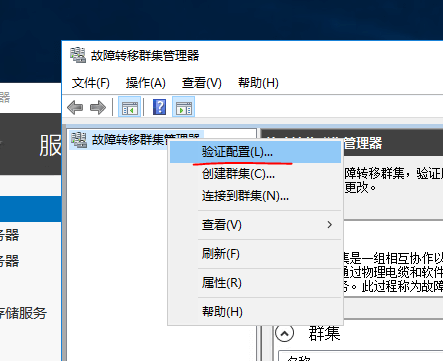 故障转移群集管理器
文件(F) 操作(A) 查看(V) 帮助(H)
器
服
故障转移群集管理器
管理器
验证配置(L)...
障转移群集，验证
创建群集(C)...
更改。
连接到群集(N)...
查看(V)
务器
刷新(F)
集是一组相互协作以
务器
通过物理电缆和软件
属性(R)
务。此过程称为故障
存储服务
帮助(H)
群集
名称